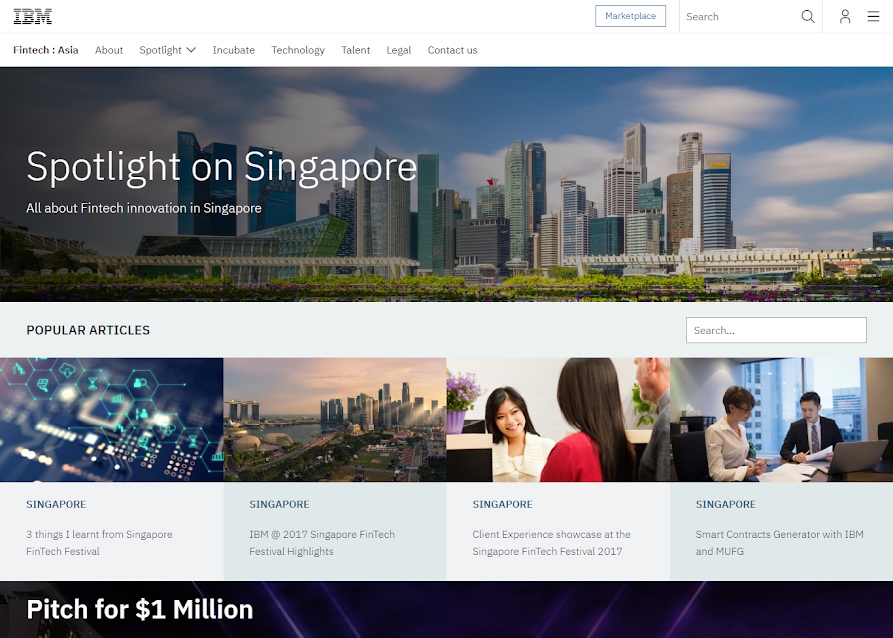 IBM
Marketplace
Search
Fintech : Asia About Spotlight Incubate Technology Talent Legal Contact us
Spotlight on Singapore
All about Fintech innovation in Singapore
POPULAR ARTICLES
Search...
SINGAPORE
3 things I learnt from Singapore
FinTech Festival
SINGAPORE
IBM @ 2017 Singapore FinTech
Festival Highlights
SINGAPORE
Client Experience showcase at the
Singapore FinTech Festival 2017
SINGAPORE
Smart Contracts Generator with IBM
and MUFG
Pitch for $1 Million